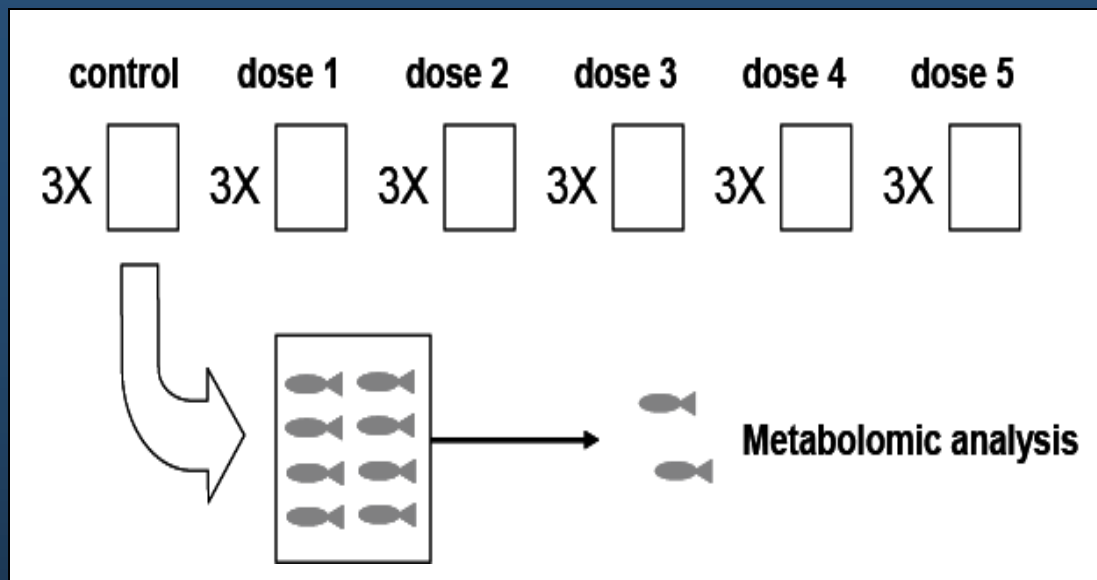 control dose 1 dose 2 dose 3 dose 4 dose 5
3X 3X 3X 3X 3X 3X
Metabolomic analysis